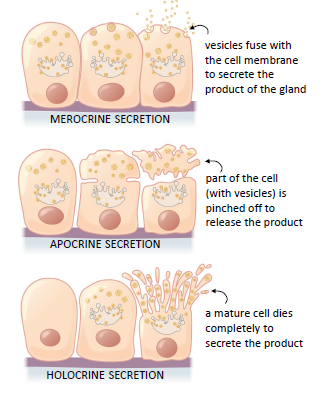 vesicles fuse with
the cell membrane
to secrete the
product of the gland
MEROCRINE SECRETION
part of the cell
(with vesicles) is
pinched off to
release the product
APOCRINE SECRETION
a mature cell dies
completely to
secrete the product
HOLOCRINE SECRETION